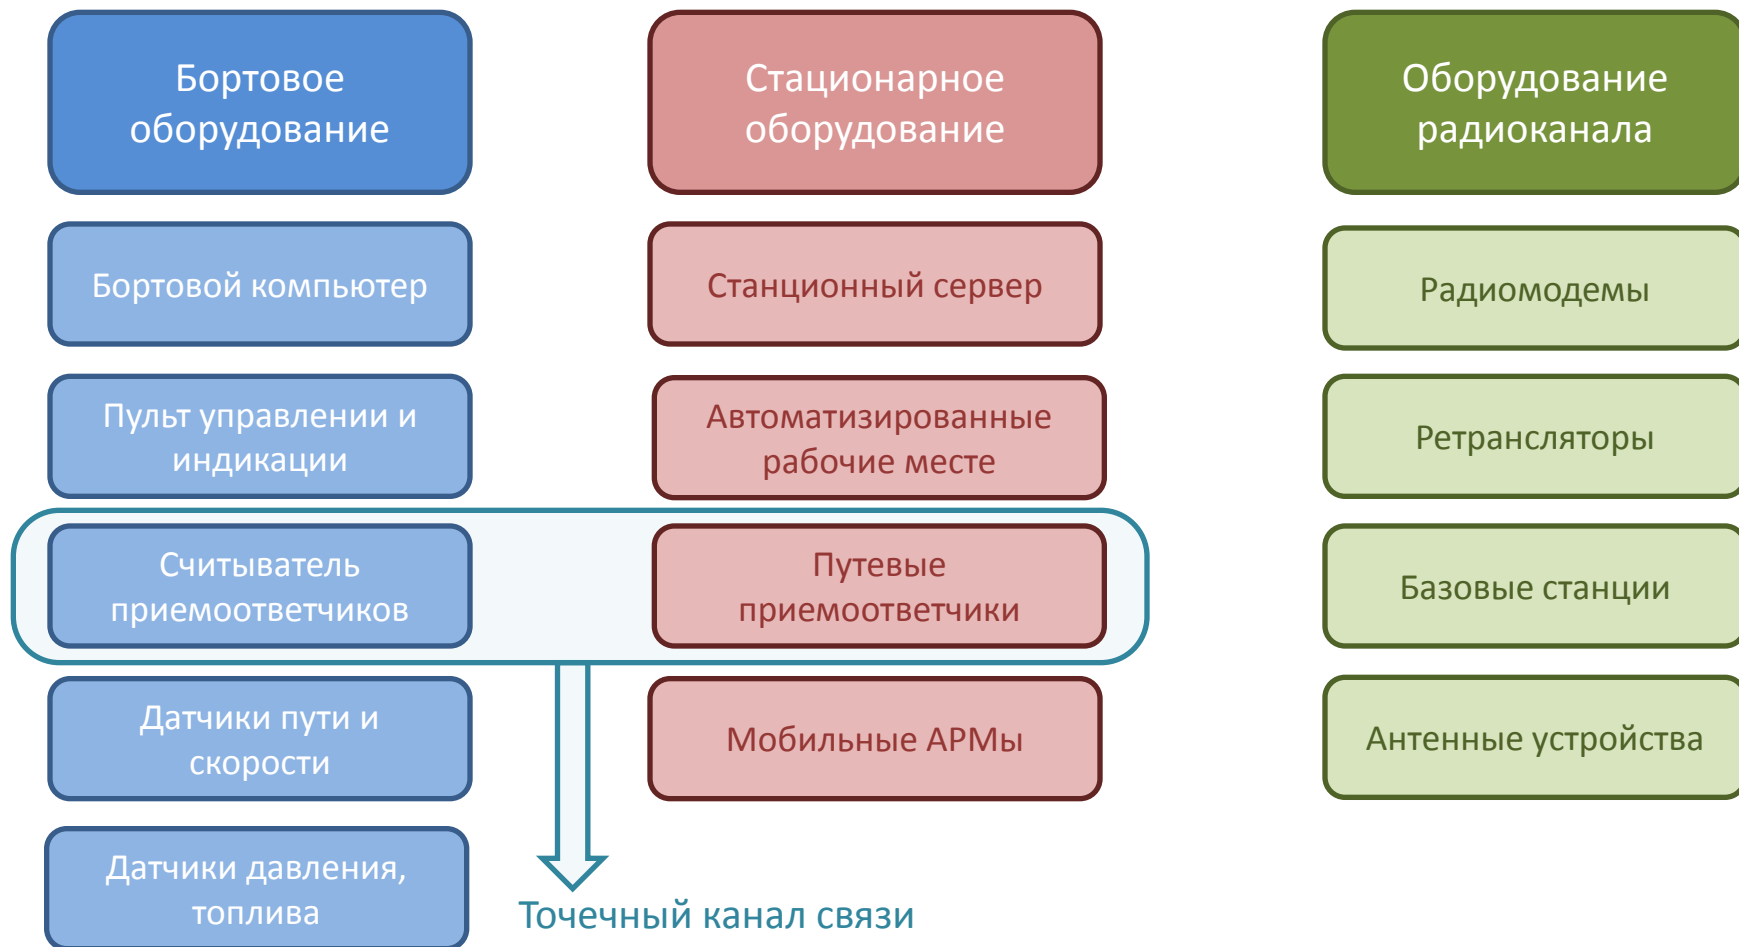 Бортовое
оборудование
Стационарное
оборудование
Оборудование
радиоканала
Бортовой компьютер
Станционный сервер
Радиомодемы
Пульт управлении и
индикации
Автоматизированные
рабочие месте
Ретрансляторы
Считыватель
приемоответчиков
Путевые
приемоответчики
Базовые станции
Датчики пути и
скорости
Мобильные АРМы
Антенные устройства
Датчики давления,
топлива
Точечный канал связи